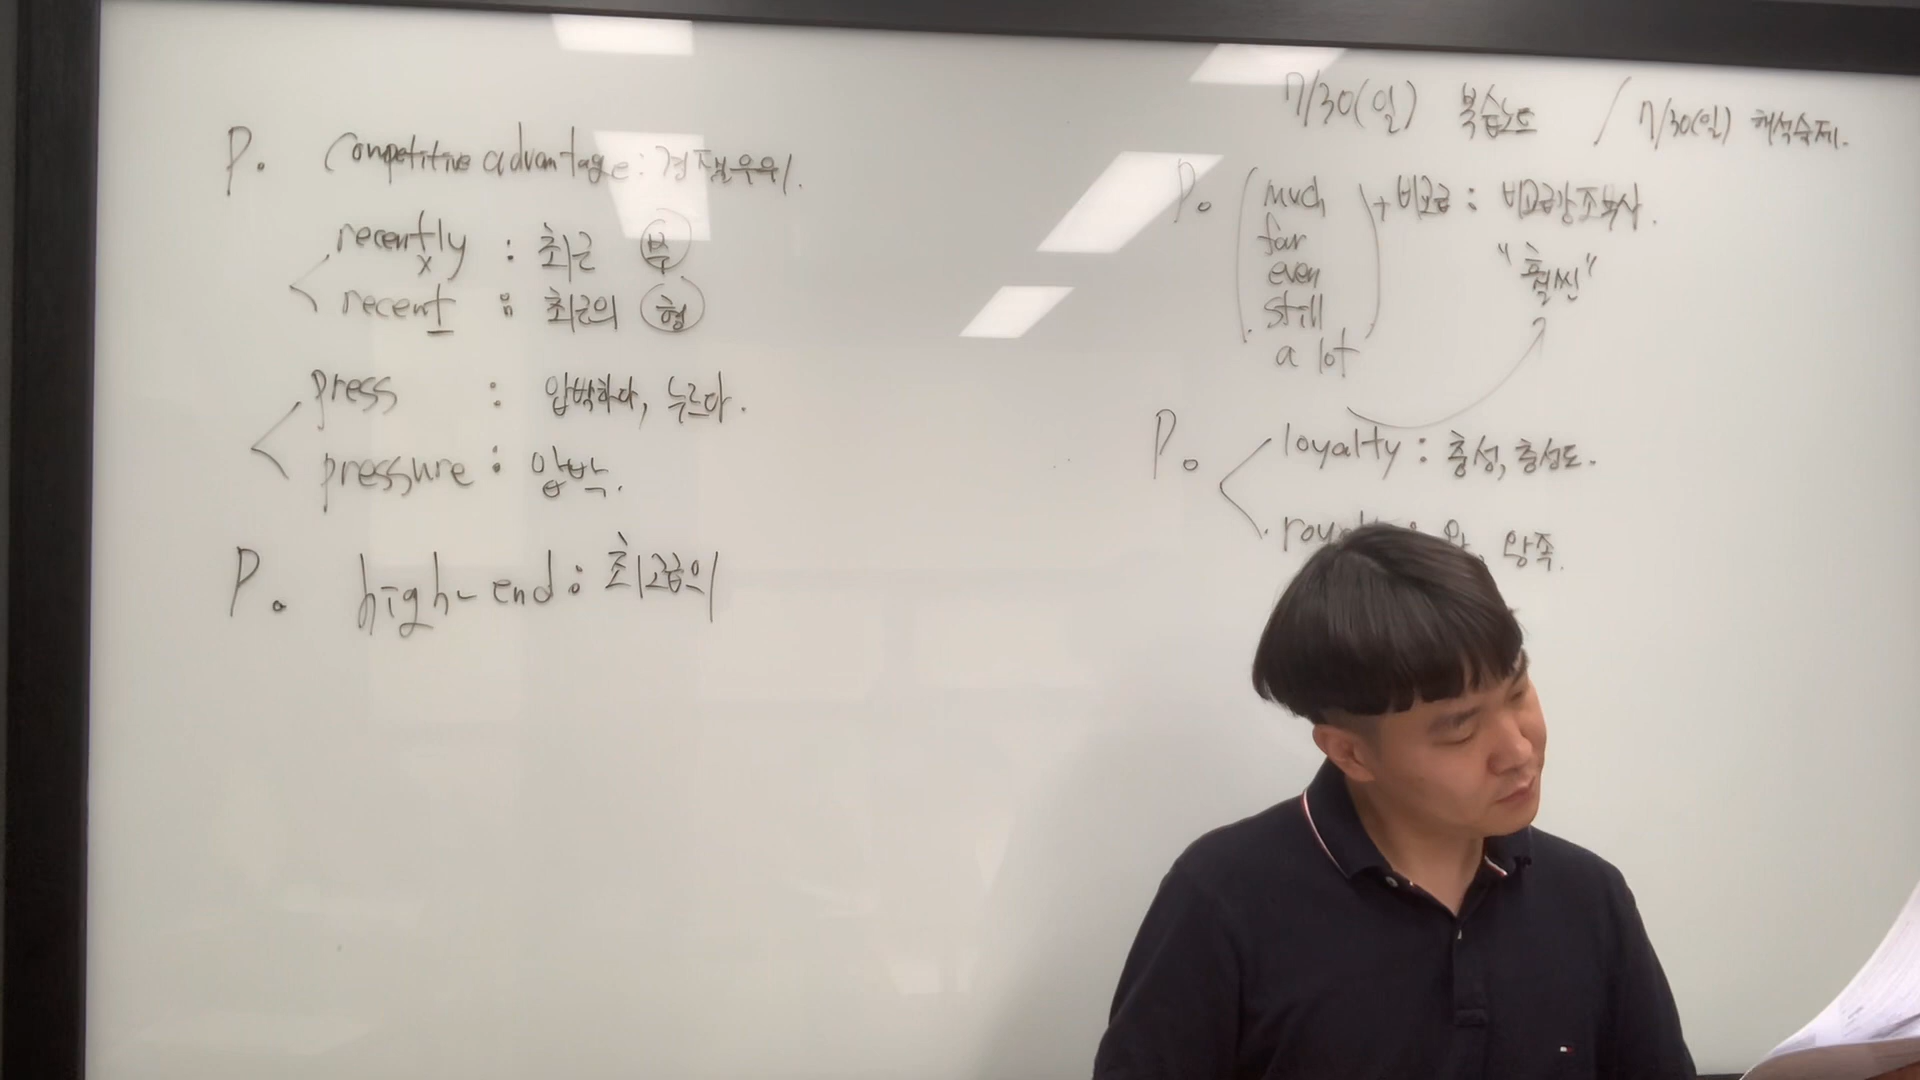 P. Competitive advantage : 경쟁우위.
recently : 최근 부
x
recent : 최근의 형
press : 압박하다, 누르다.
pressure : 압박.
P. high-end : 최고급의
7/30(일) 복습노트 / 7/30(일) 해석숙제.
P. ( much ) + 비교급 : 비교급강조부사.
far
even
still
a lot
"훨씬"
P. loyalty : 충성, 충성도.
왕족.